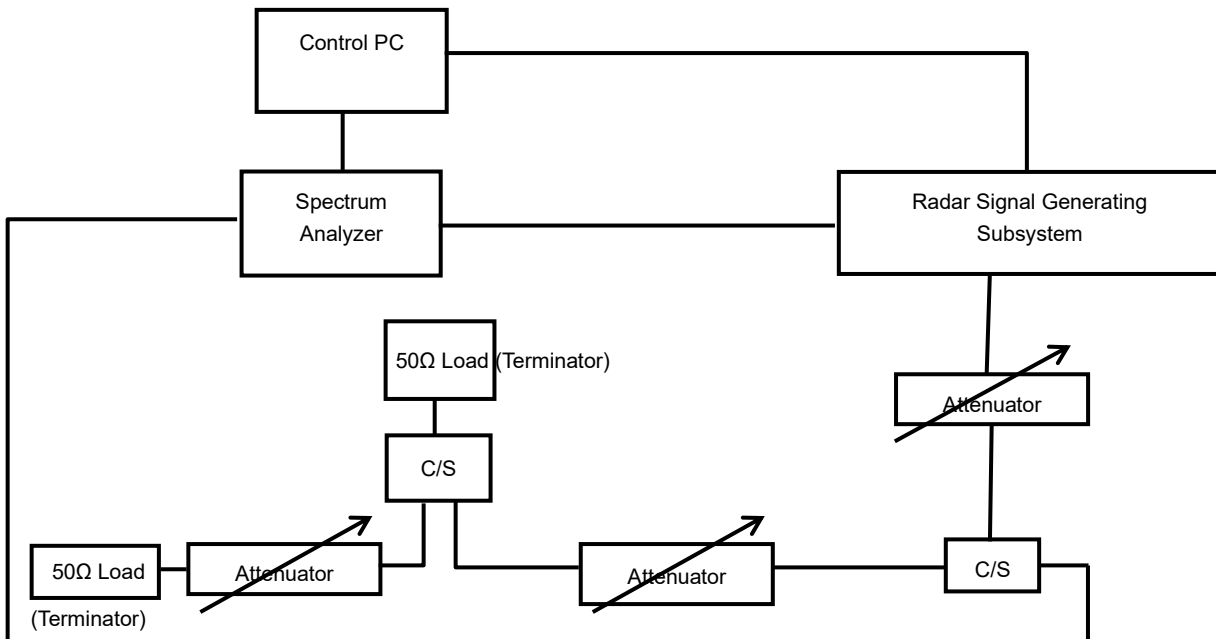 Control PC
Spectrum
Analyzer
Radar Signal Generating
Subsystem
50Ω Load (Terminator)
Attenuator
C/S
50Ω Load
(Terminator)
Attenuator
Attenuator
C/S